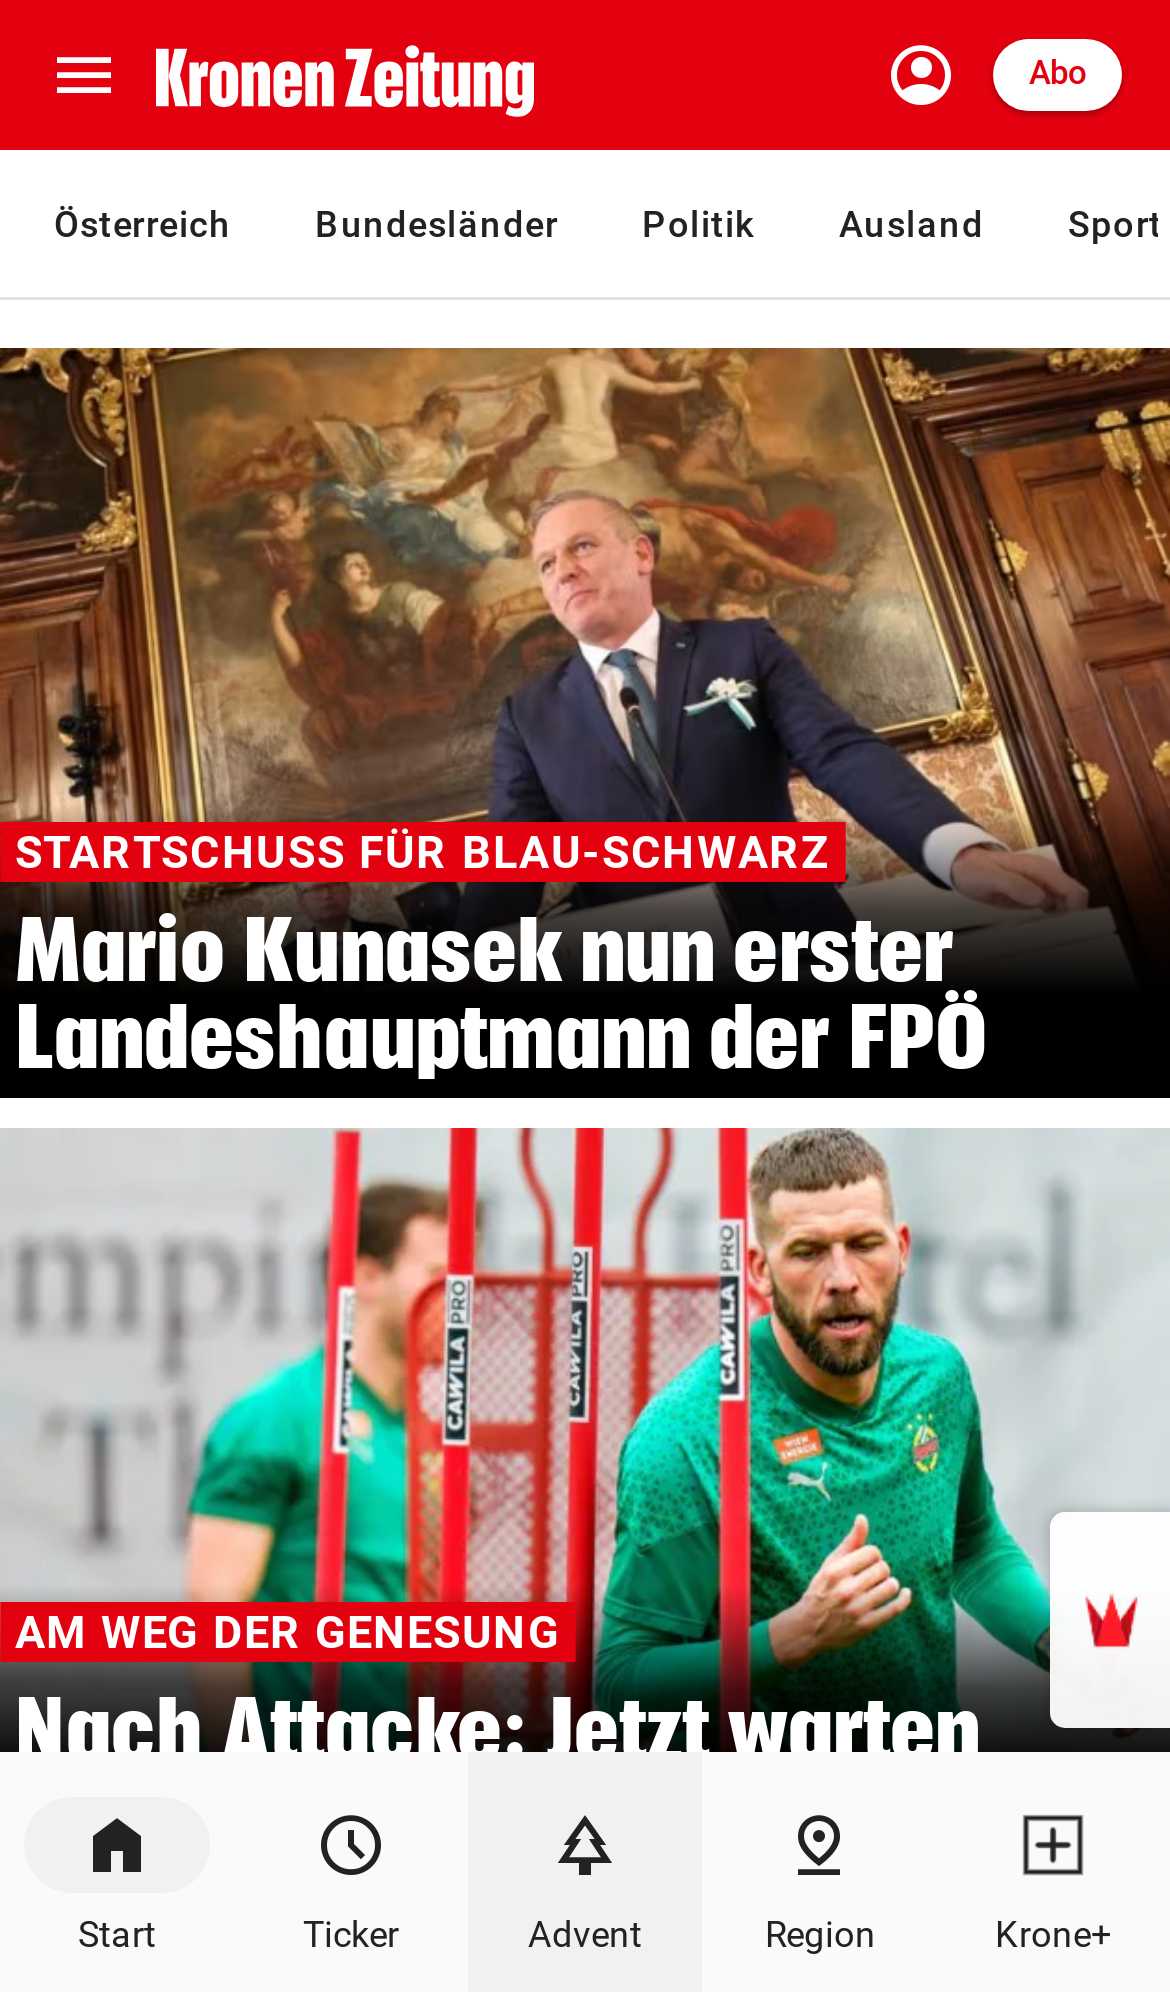 Kronen Zeitung
Abo
Österreich
Bundesländer
Politik
Ausland
Sport
STARTSCHUSS FÜR BLAU-SCHWARZ
Mario Kunasek nun erster
Landeshauptmann der FPÖ
CAWILA PRO
CAWILA PRO
CAWILA PRO
WIEN
ENERGIE
AM WEG DER GENESUNG
Nach Attacke: Jetzt warten
Start
Ticker
Advent
Region
Krone+